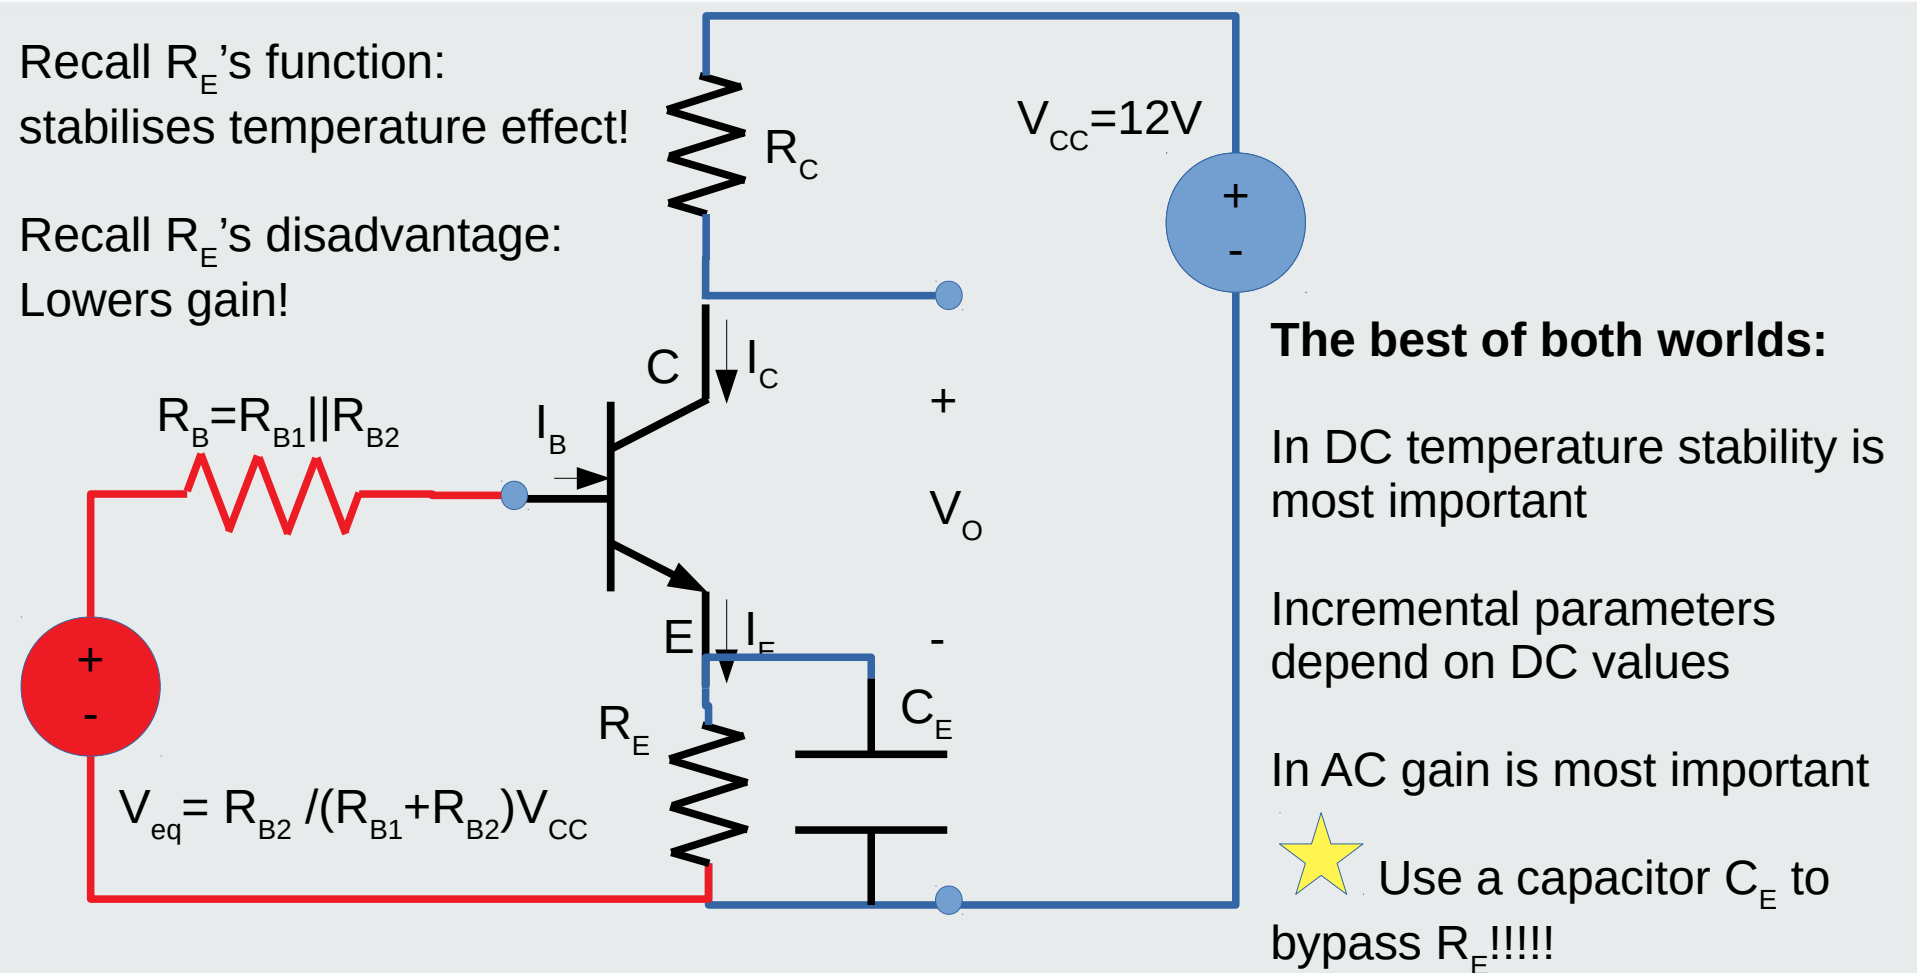 Recall RE’s function:
stabilises temperature effect!
Recall RE’s disadvantage:
Lowers gain!
RC
VCC=12V
+
-
C
IC
RB=RB1||RB2
IB
+
VO
-
E
IE
+
-
RE
CE
Veq= RB2 /(RB1+RB2)VCC
The best of both worlds:
In DC temperature stability is
most important
Incremental parameters
depend on DC values
In AC gain is most important
Use a capacitor CE to
bypass RE!!!!!